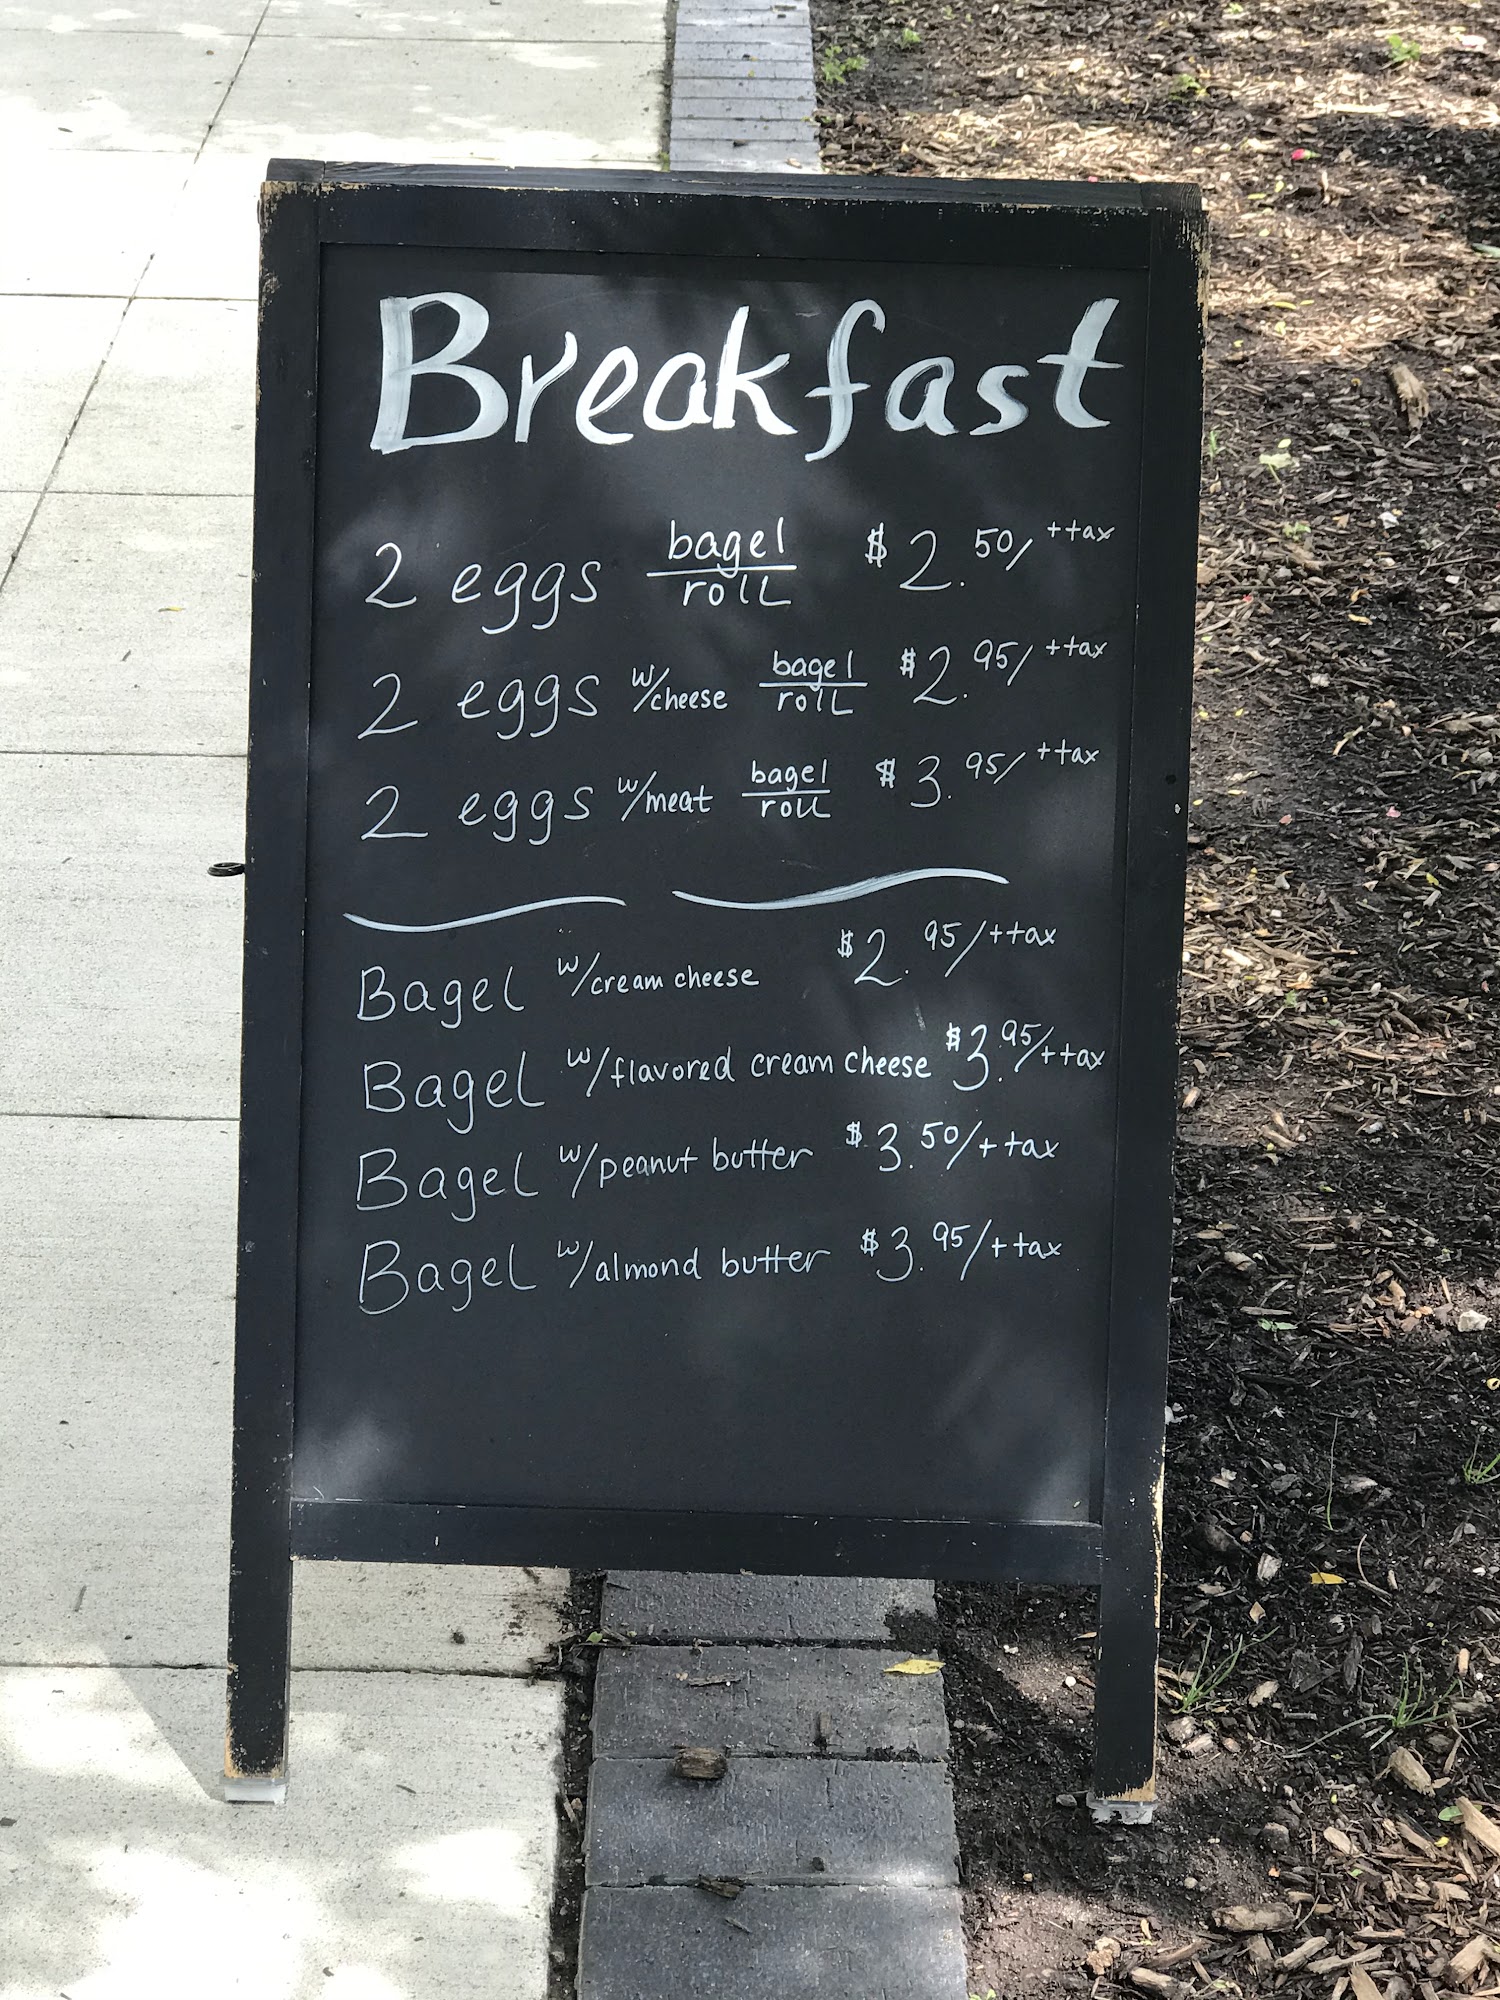 Breakfast
2 eggs bagel/roll $2.50/+tax
2 eggs w/cheese bagel/roll $2.95/+tax
2 eggs w/meat bagel/roll $3.95/+tax
Bagel w/cream cheese $2.95/+tax
Bagel w/flavored cream cheese $3.95/+tax
Bagel w/peanut butter $3.50/+tax
Bagel w/almond butter $3.95/+tax